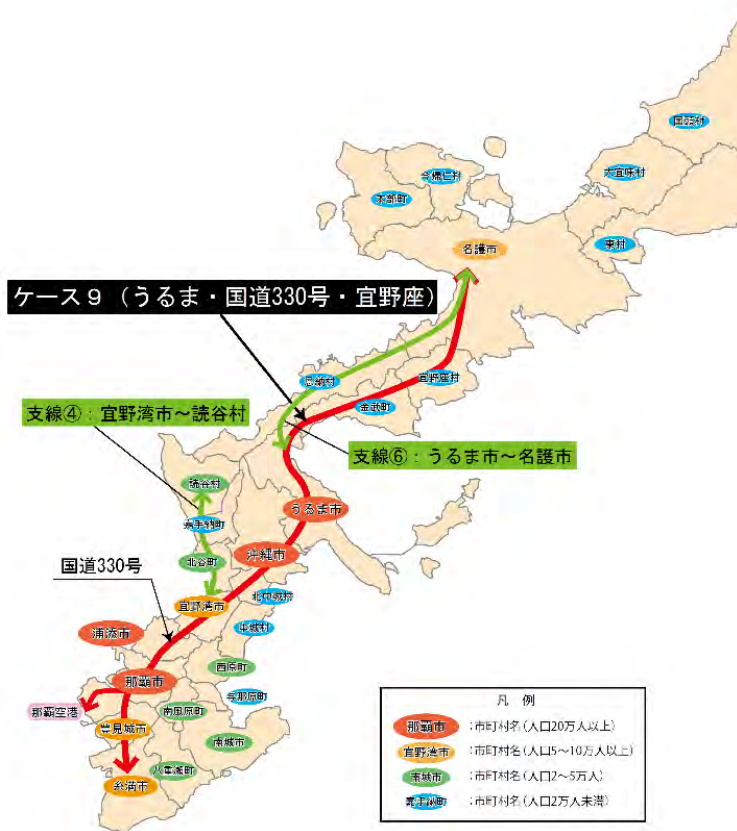 国頭村
今帰仁村
大宜味村
本部町
東村
名護市
ケース9（うるま・国道330号・宜野座）
恩納村
宜野座村
金武町
支線④：宜野湾市～読谷村
支線⑥：うるま市～名護市
読谷村
うるま市
嘉手納町
沖縄市
北谷町
国道330号
北中城村
宜野湾市
中城村
浦添市
西原町
那覇市
与那原町
那覇空港
南風原町
豊見城市
南城市
八重瀬町
糸満市
凡 例
那覇市 :市町村名(人口20万人以上)
宜野湾市 :市町村名(人口5～10万人以上)
南城市 :市町村名(人口2～5万人)
嘉手納町 :市町村名(人口2万人未満)